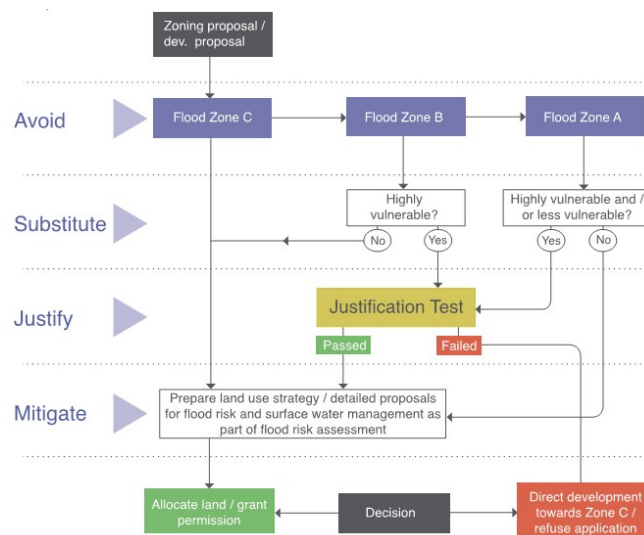 Zoning proposal /
dev. proposal
Avoid
Flood Zone C
Flood Zone B
Flood Zone A
Substitute
Highly
vulnerable?
Highly vulnerable and /
or less vulnerable?
No
Yes
Yes
No
Justify
Justification Test
Passed
Failed
Mitigate
Prepare land use strategy / detailed proposals
for flood risk and surface water management as
part of flood risk assessment
Allocate land / grant
permission
Decision
Direct development
towards Zone C /
refuse application